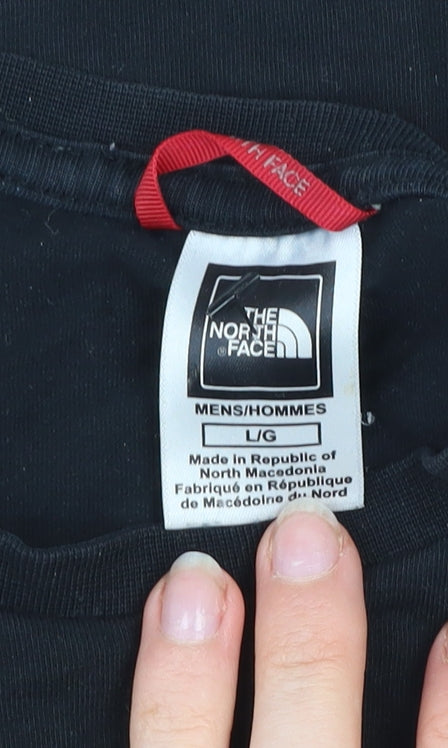 TH FACE
THE
NORTH
®FACE
MENS/HOMMES
L/G
Made in Republic of
North Macedonia
Fabriqué en République
de Macédoine du Nord